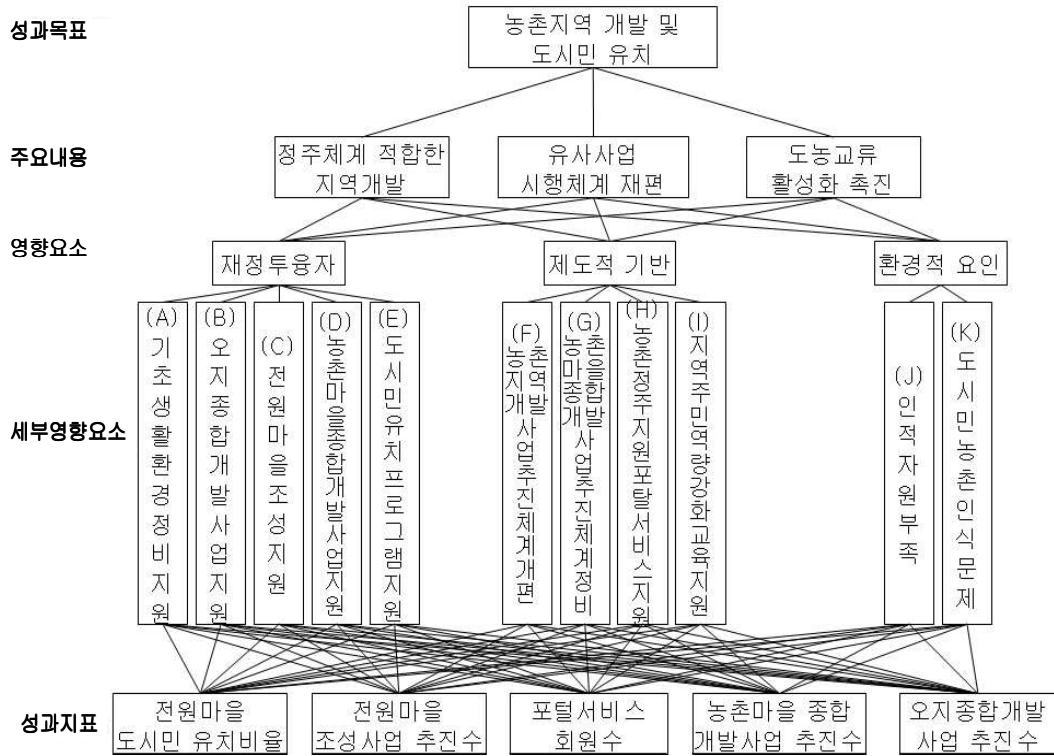 성과목표
농촌지역 개발 및
도시민 유치
주요내용
정주체계 적합한
지역개발
유사사업
시행체계 재편
도농교류
활성화 촉진
영향요소
재정투융자
제도적 기반
환경적 요인
세부영향요소
(A)기초생활환경정비지원
(B)오지종합개발사업지원
(C)전원마을조성지원
(D)농촌마을종합개발사업지원
(E)도시민유치프로그램지원
(F)농촌지역개발사업추진체계개편
(G)농촌마을종합개발사업추진체계정비
(H)농촌정주지원포탈서비스지원
(I)지역주민역량강화교육지원
(J)인적자원부족
(K)도시민농촌인식문제
성과지표
전원마을
도시민 유치비율
전원마을
조성사업 추진수
포털서비스
회원수
농촌마을 종합
개발사업 추진수
오지종합개발
사업 추진수